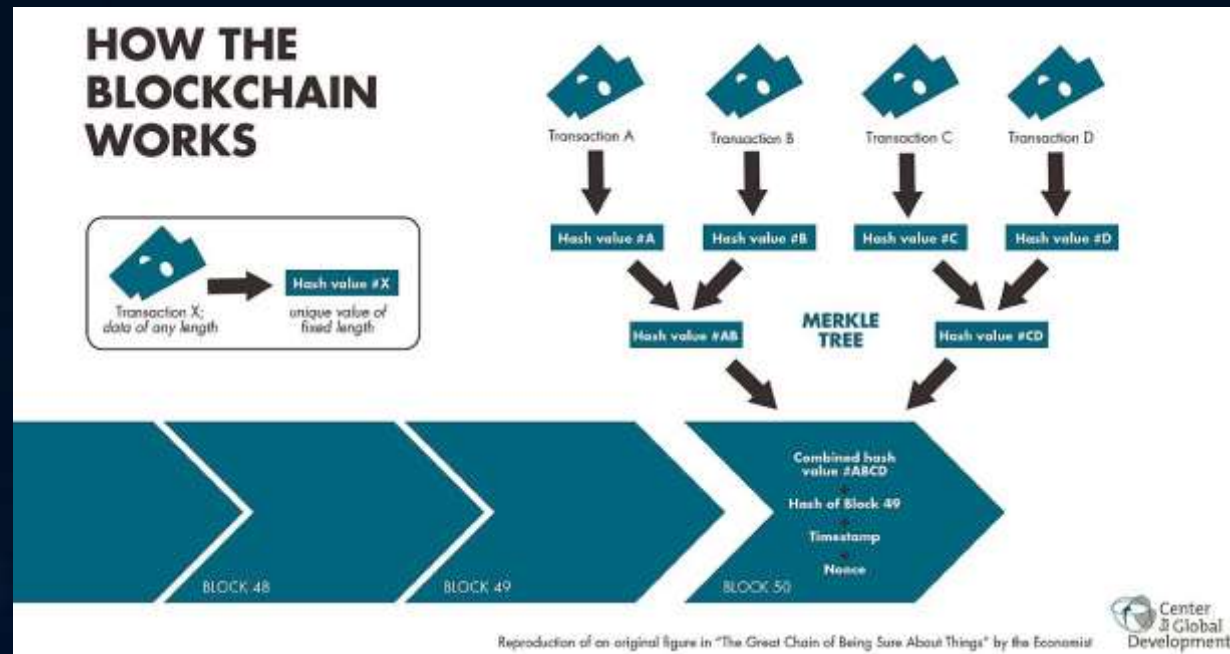 HOW THE
BLOCKCHAIN
WORKS
Transaction A
Transaction B
Transaction C
Transaction D
Hash value #A
Hash value #B
Hash value #C
Hash value #D
Transaction X;
data of any length
Hash value #X
unique value of
fixed length
Hash value #AB
MERKLE
TREE
Hash value #CD
Combined hash
value #ABCD
+
Hash of Block 49
+
Timestamp
+
Nonce
BLOCK 48
BLOCK 49
BLOCK 50
Reproduction of an original figure in "The Great Chain of Being Sure About Things" by the Economist
Center
for Global
Development